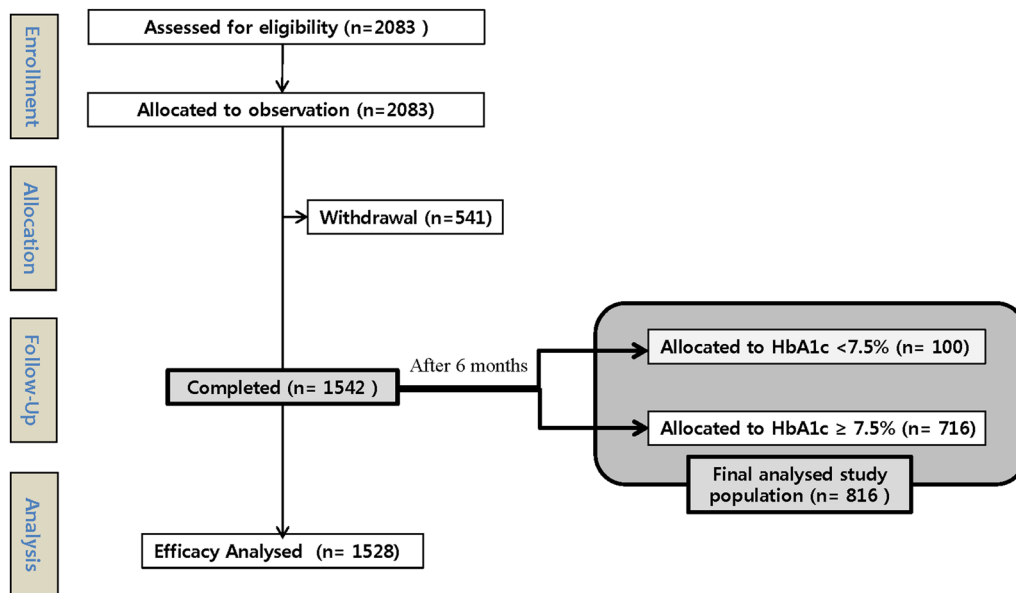 Enrollment
Assessed for eligibility (n=2083 )
Allocated to observation (n=2083)
Allocation
Withdrawal (n=541)
Follow-Up
Completed (n= 1542 )
After 6 months
Allocated to HbA1c <7.5% (n= 100)
Allocated to HbA1c ≥ 7.5% (n= 716)
Final analysed study
population (n= 816 )
Analysis
Efficacy Analysed (n= 1528)